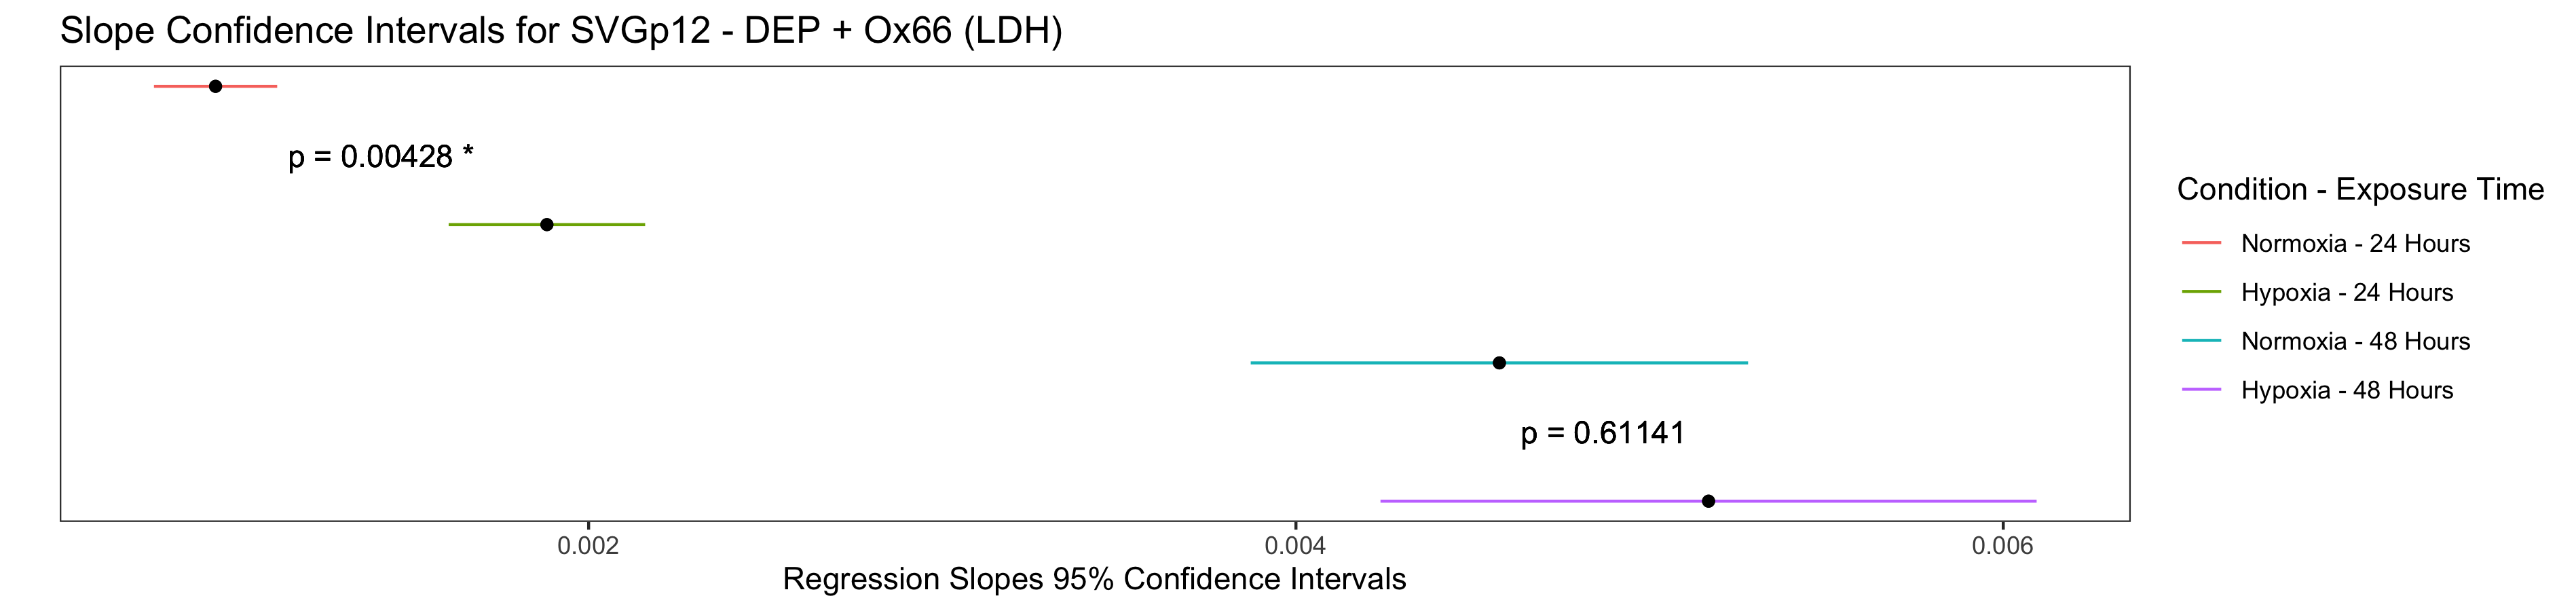 Slope Confidence Intervals for SVGp12 - DEP + Ox66 (LDH)
p = 0.00428 *
p = 0.61141
0.002
0.004
0.006
Regression Slopes 95% Confidence Intervals
Condition - Exposure Time
Normoxia - 24 Hours
Hypoxia - 24 Hours
Normoxia - 48 Hours
Hypoxia - 48 Hours